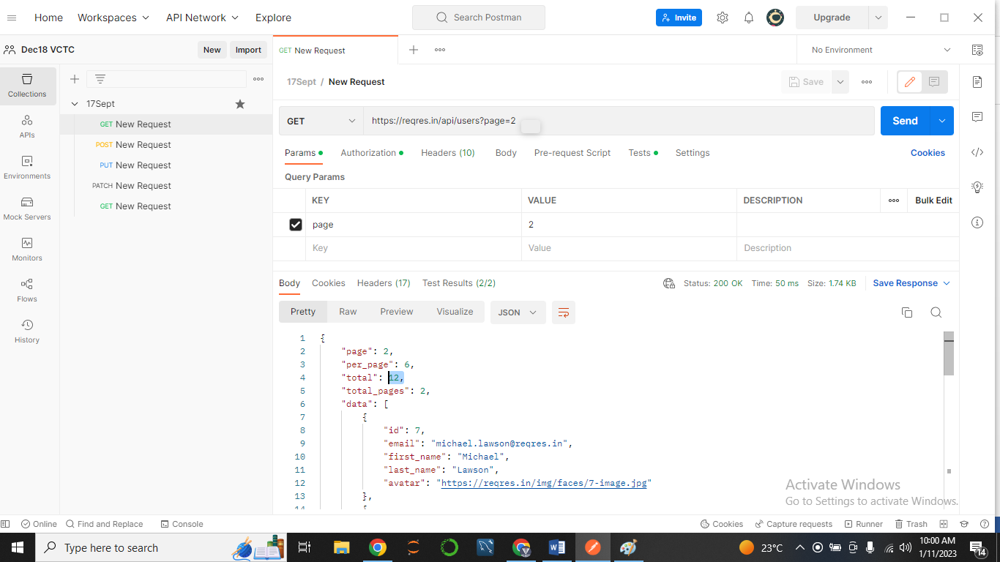 Home Workspaces API Network Explore Search Postman Invite Upgrade
Dec18 VCTC New Import GET New Request No Environment
Collections
APIs
Environments
Mock Servers
Monitors
Flows
History
17Sept
GET New Request
POST New Request
PUT New Request
PATCH New Request
GET New Request
17Sept / New Request Save
GET https://reqres.in/api/users?page=2 Send
Params Authorization Headers (10) Body Pre-request Script Tests Settings Cookies
Query Params
KEY VALUE DESCRIPTION Bulk Edit
page 2
Key Value Description
Body Cookies Headers (17) Test Results (2/2) Status: 200 OK Time: 50 ms Size: 1.74 KB Save Response
Pretty Raw Preview Visualize JSON
1 {
2 "page": 2,
3 "per_page": 6,
4 "total": 12,
5 "total_pages": 2,
6 "data": [
7 {
8 "id": 7,
9 "email": "michael.lawson@reqres.in",
10 "first_name": "Michael",
11 "last_name": "Lawson",
12 "avatar": "https://reqres.in/img/faces/7-image.jpg"
13 },
14 {
Activate Windows
Go to Settings to activate Windows.
Online Find and Replace Console Cookies Capture requests Runner Trash
Type here to search 23°C 10:00 AM
1/11/2023 14